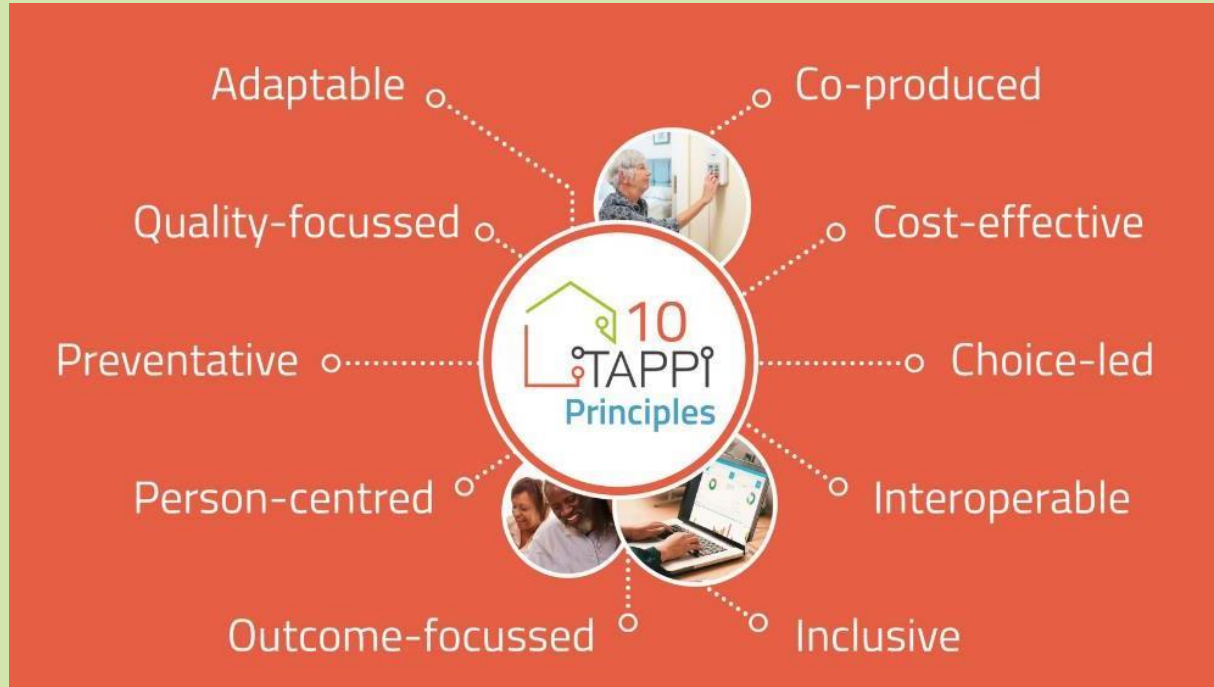 Adaptable
Co-produced
Quality-focussed
Cost-effective
10
TAPPI
Principles
Preventative
Choice-led
Person-centred
Interoperable
Outcome-focussed
Inclusive